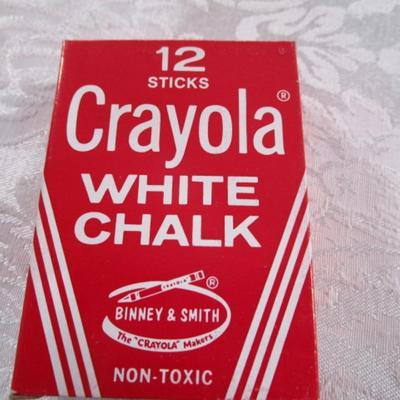 12
STICKS
Crayola®
WHITE
CHALK
®
BINNEY & SMITH
The "CRAYOLA" Makers
NON-TOXIC